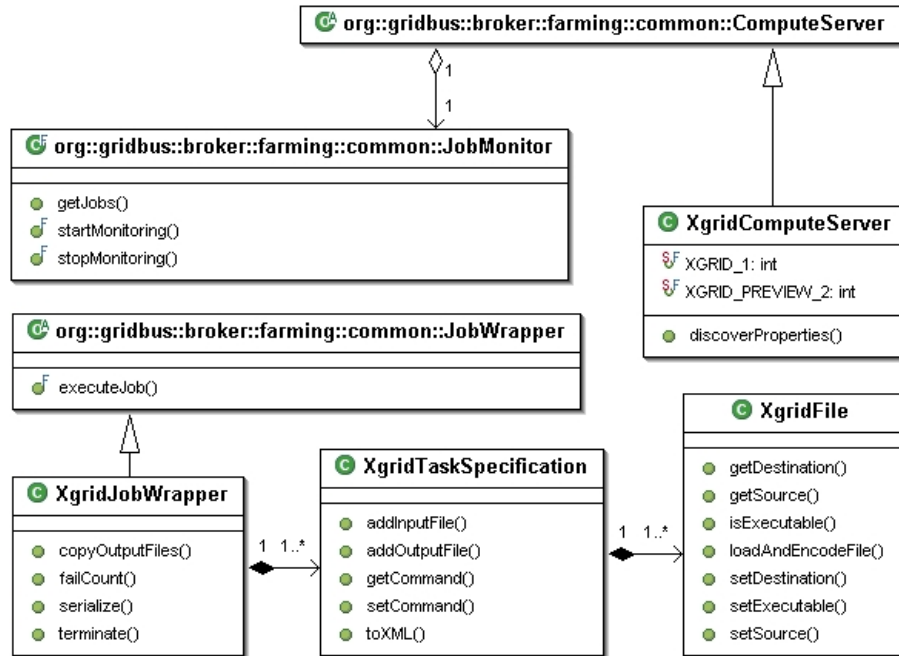 org::gridbus::broker::farming::common::ComputeServer
1
1
org::gridbus::broker::farming::common::JobMonitor
getJobs()
startMonitoring()
stopMonitoring()
XgridComputeServer
XGRID_1: int
XGRID_PREVIEW_2: int
discoverProperties()
org::gridbus::broker::farming::common::JobWrapper
executeJob()
XgridJobWrapper
copyOutputFiles()
failCount()
serialize()
terminate()
1 1..*
XgridTaskSpecification
addInputFile()
addOutputFile()
getCommand()
setCommand()
toXML()
1 1..*
XgridFile
getDestination()
getSource()
isExecutable()
loadAndEncodeFile()
setDestination()
setExecutable()
setSource()